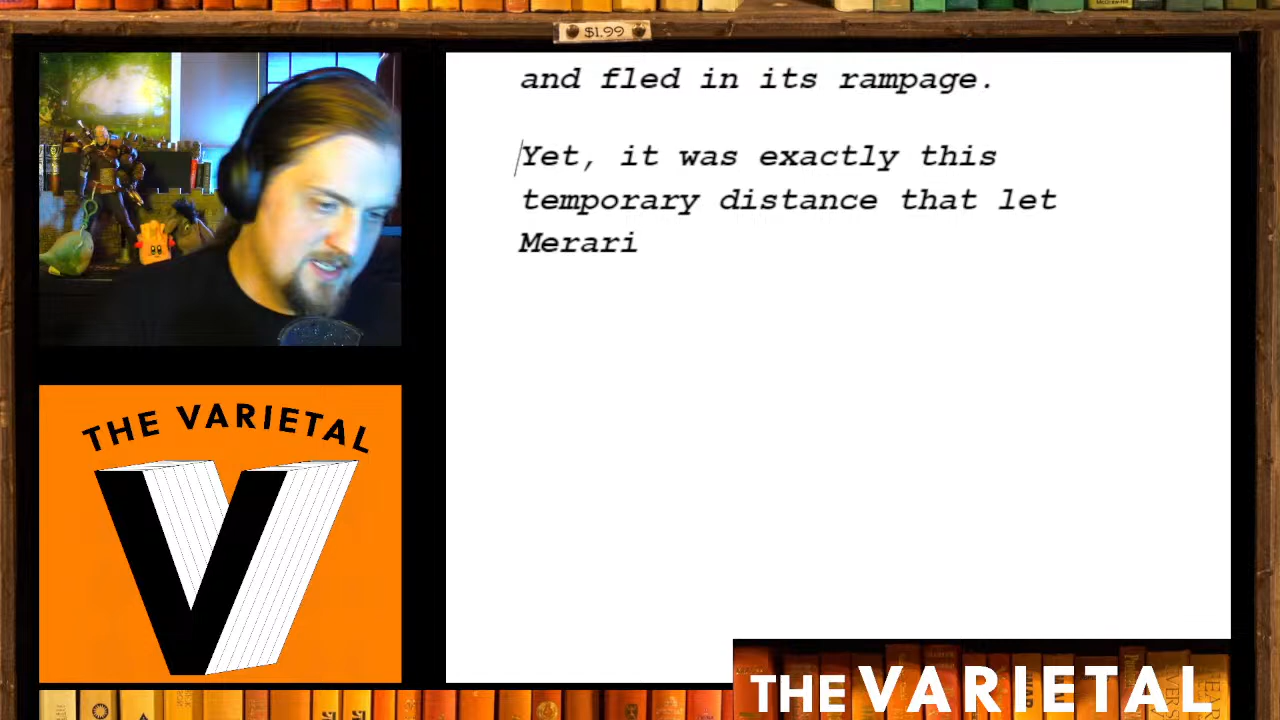 $1.99
and fled in its rampage.
Yet, it was exactly this
temporary distance that let
Merari
THE VARIETAL
V
THE VARIETAL